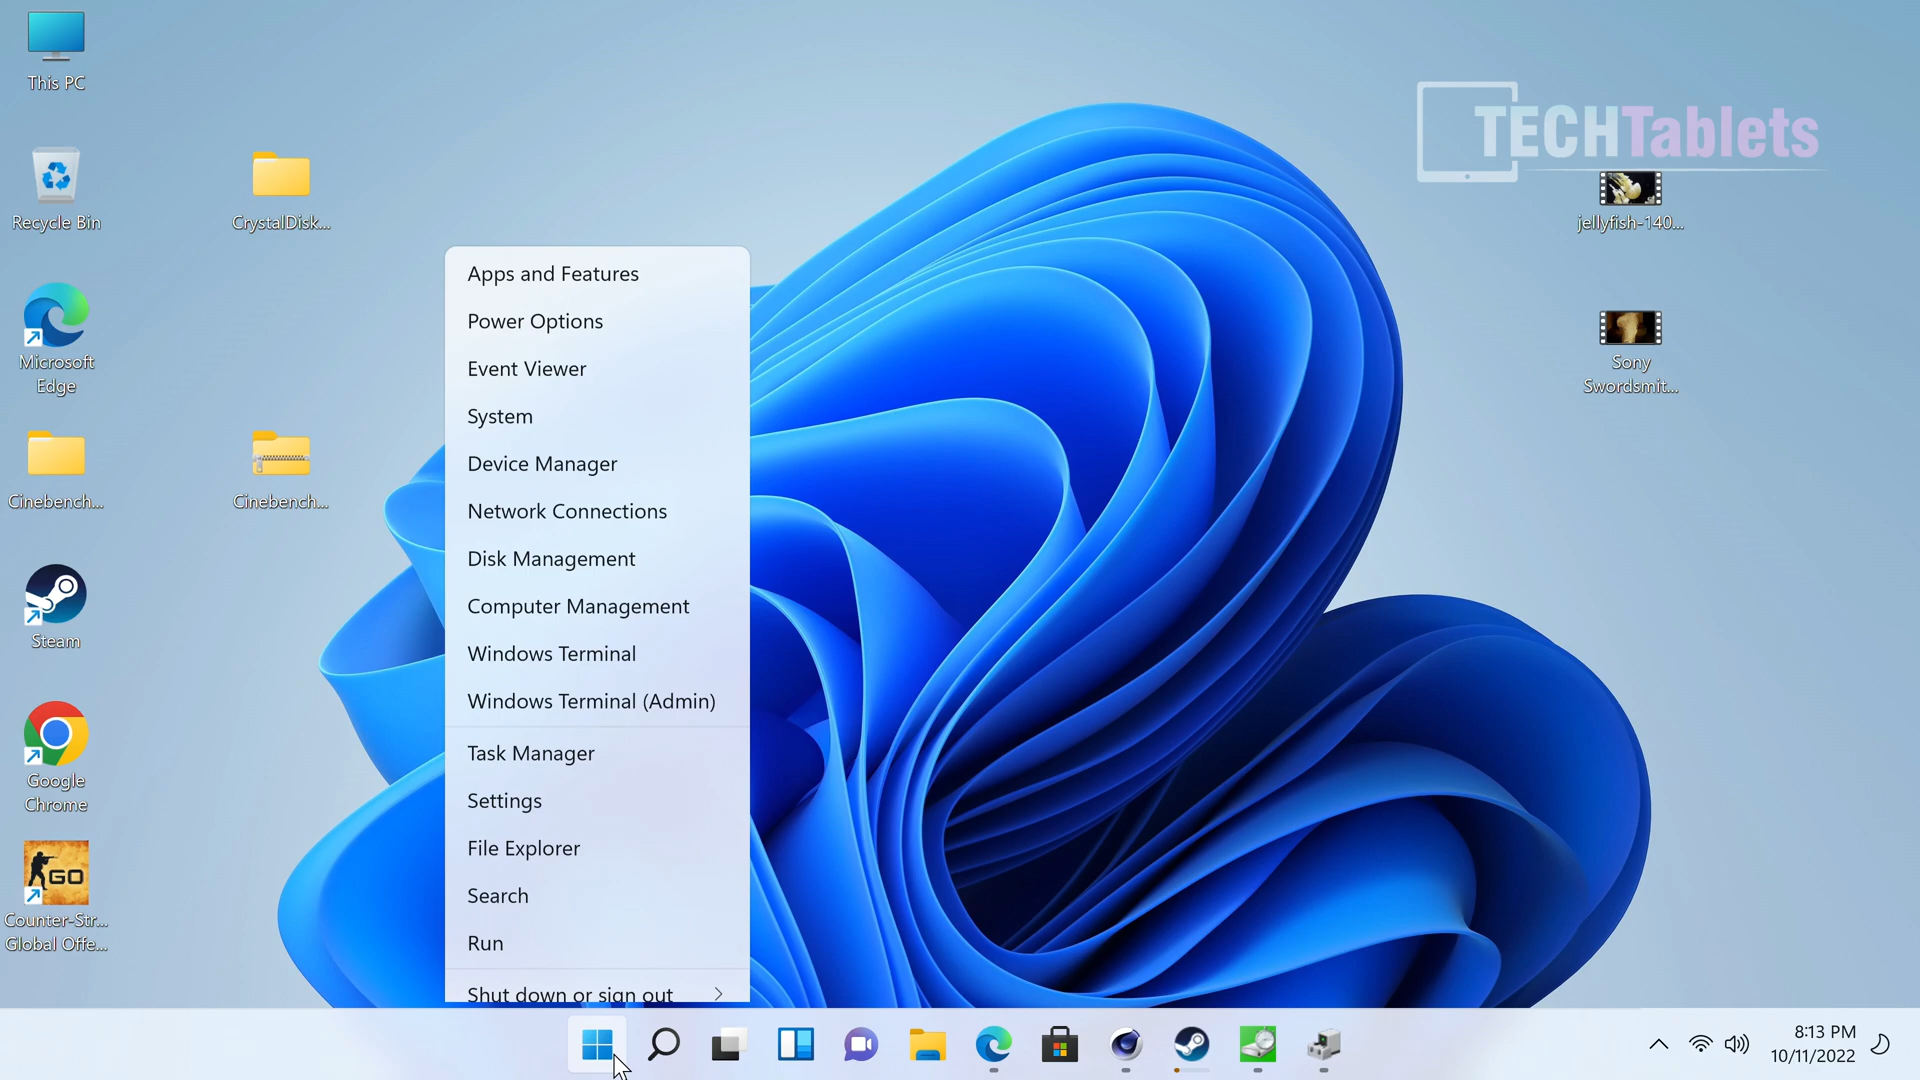 This PC
Recycle Bin
CrystalDisk...
Microsoft
Edge
Cinebench...
Cinebench...
Steam
Google
Chrome
GO
Counter-Str...
Global Offe...
TECHTablets
jellyfish-140...
Sony
Swordsmit...
Apps and Features
Power Options
Event Viewer
System
Device Manager
Network Connections
Disk Management
Computer Management
Windows Terminal
Windows Terminal (Admin)
Task Manager
Settings
File Explorer
Search
Run
Shut down or sign out
8:13 PM
10/11/2022